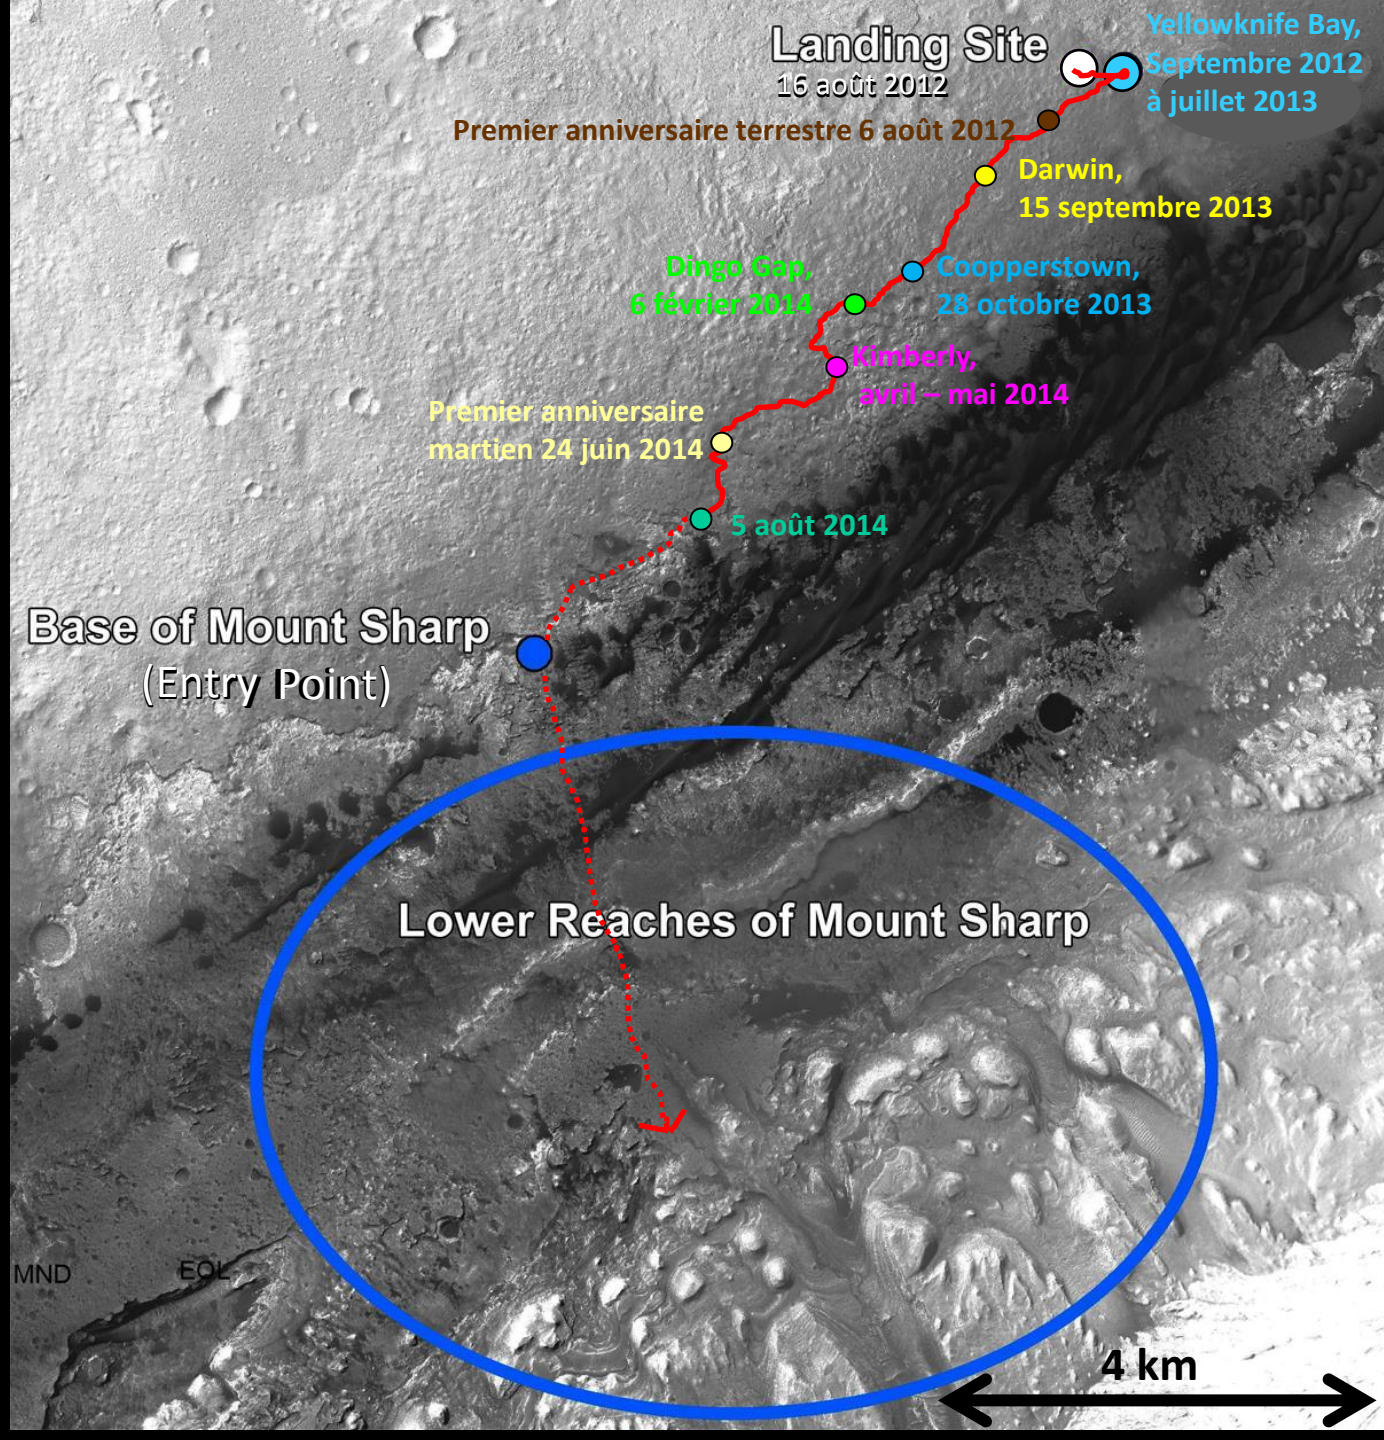 Yellowknife Bay,
Septembre 2012
à juillet 2013
Landing Site
16 août 2012
Premier anniversaire terrestre 6 août 2012
Darwin,
15 septembre 2013
Dingo Gap,
6 février 2014
Coopperstown,
28 octobre 2013
Kimberly,
avril – mai 2014
Premier anniversaire
martien 24 juin 2014
5 août 2014
Base of Mount Sharp
(Entry Point)
Lower Reaches of Mount Sharp
MND
EOL
4 km